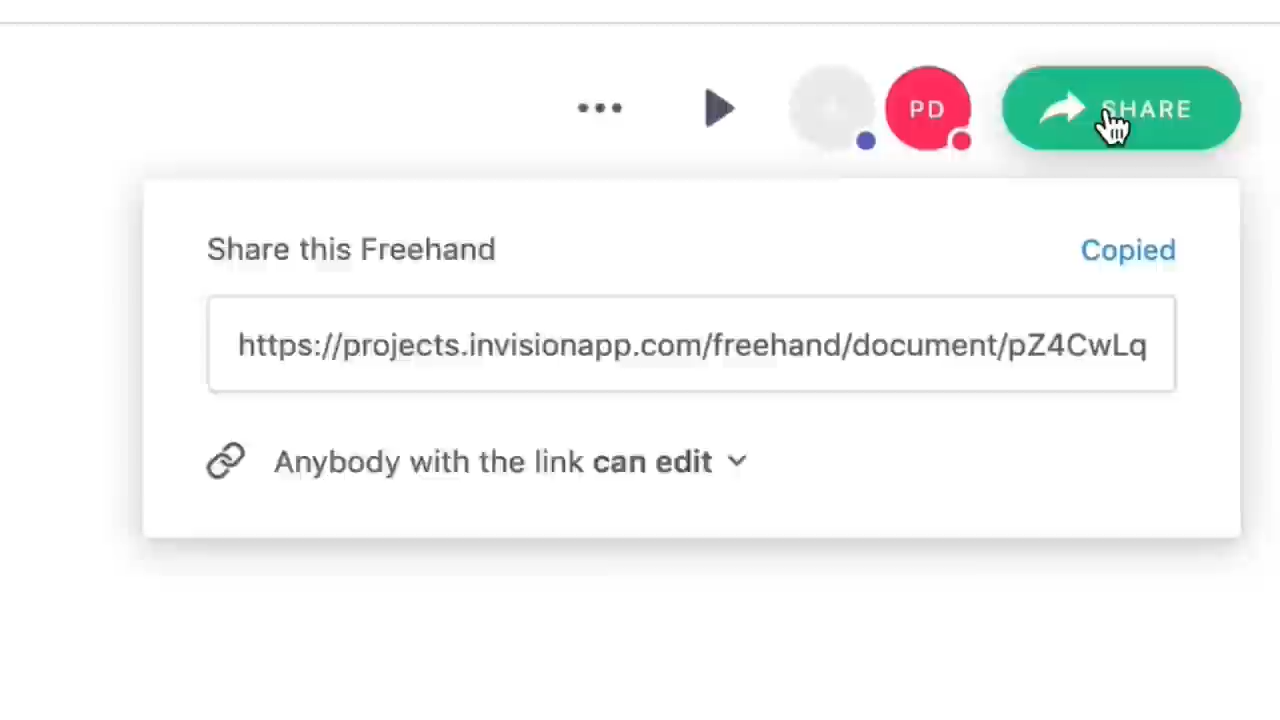 PD
SHARE
Share this Freehand
Copied
https://projects.invisionapp.com/freehand/document/pZ4CwLq
Anybody with the link can edit